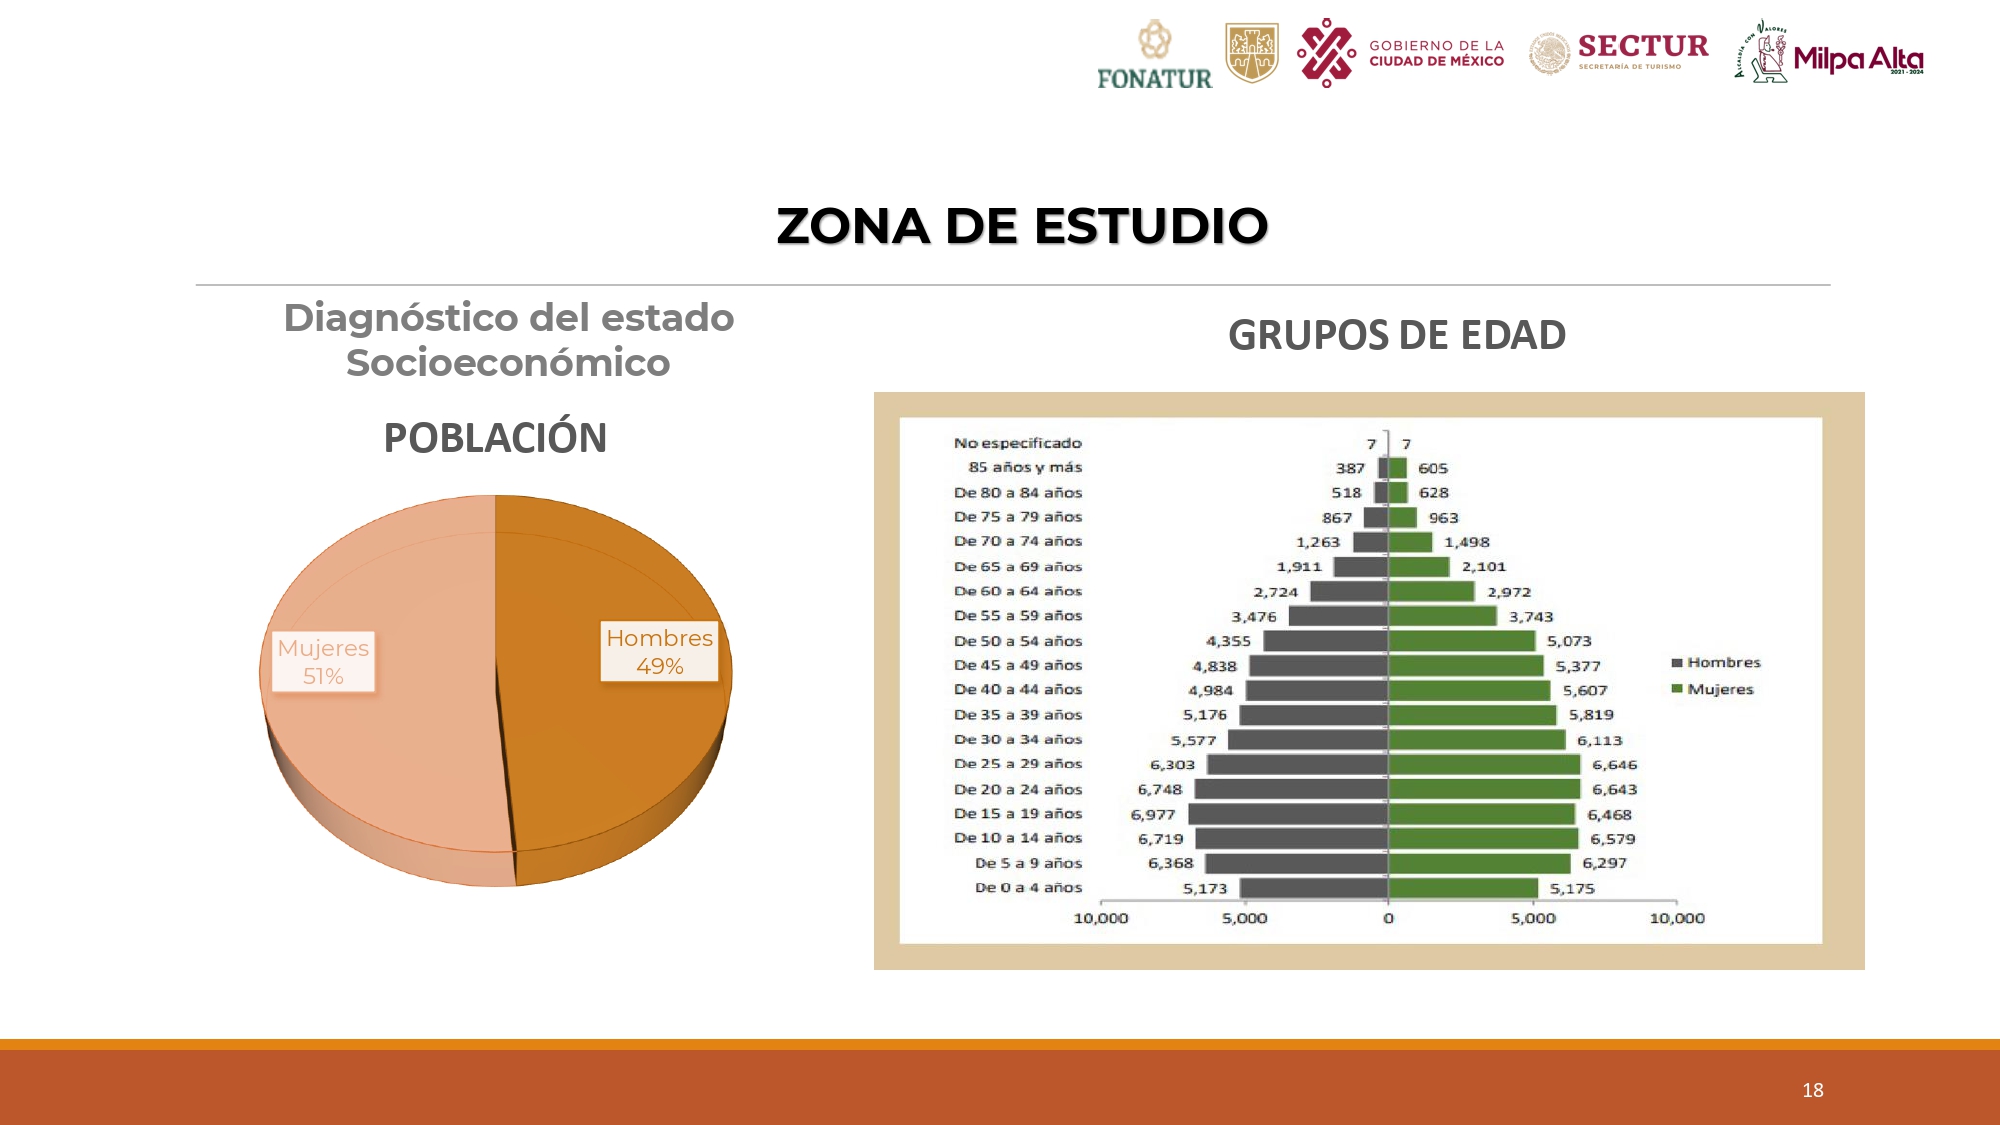 FONATUR
GOBIERNO DE LA
CIUDAD DE MÉXICO
SECTUR
SECRETARÍA DE TURISMO
ALCALDÍA CON VALORES
Milpa Alta
2021 - 2024
ZONA DE ESTUDIO
Diagnóstico del estado
Socioeconómico
POBLACIÓN
Mujeres
51%
Hombres
49%
GRUPOS DE EDAD
No especificado 7 7
85 años y más 387 605
De 80 a 84 años 518 628
De 75 a 79 años 867 963
De 70 a 74 años 1,263 1,498
De 65 a 69 años 1,911 2,101
De 60 a 64 años 2,724 2,972
De 55 a 59 años 3,476 3,743
De 50 a 54 años 4,355 5,073
De 45 a 49 años 4,838 5,377
De 40 a 44 años 4,984 5,607
De 35 a 39 años 5,176 5,819
De 30 a 34 años 5,577 6,113
De 25 a 29 años 6,303 6,646
De 20 a 24 años 6,748 6,643
De 15 a 19 años 6,977 6,468
De 10 a 14 años 6,719 6,579
De 5 a 9 años 6,368 6,297
De 0 a 4 años 5,173 5,175
10,000 5,000 0 5,000 10,000
Hombres
Mujeres
18